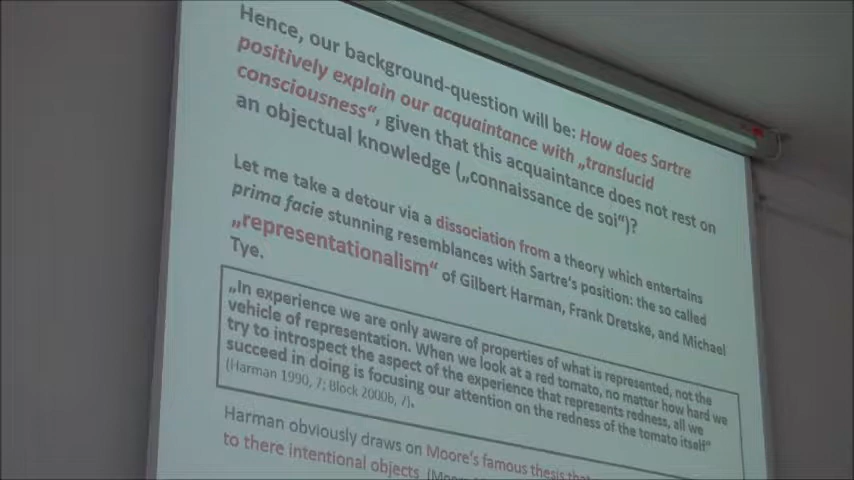 Hence, our background-question will be: How does Sartre
positively explain our acquaintance with „translucid
consciousness“, given that this acquaintance does not rest on
an objectual knowledge („connaissance de soi“)?
Let me take a detour via a dissociation from a theory which entertains
prima facie stunning resemblances with Sartre's position: the so called
„representationalism“ of Gilbert Harman, Frank Dretske, and Michael
Tye.
„In experience we are only aware of properties of what is represented, not the
vehicle of representation. When we look at a red tomato, no matter how hard we
try to introspect the aspect of the experience that represents redness, all we
succeed in doing is focusing our attention on the redness of the tomato itself“
(Harman 1990, 7; Block 2000b, 7).
Harman obviously draws on Moore's famous thesis that
to there intentional objects